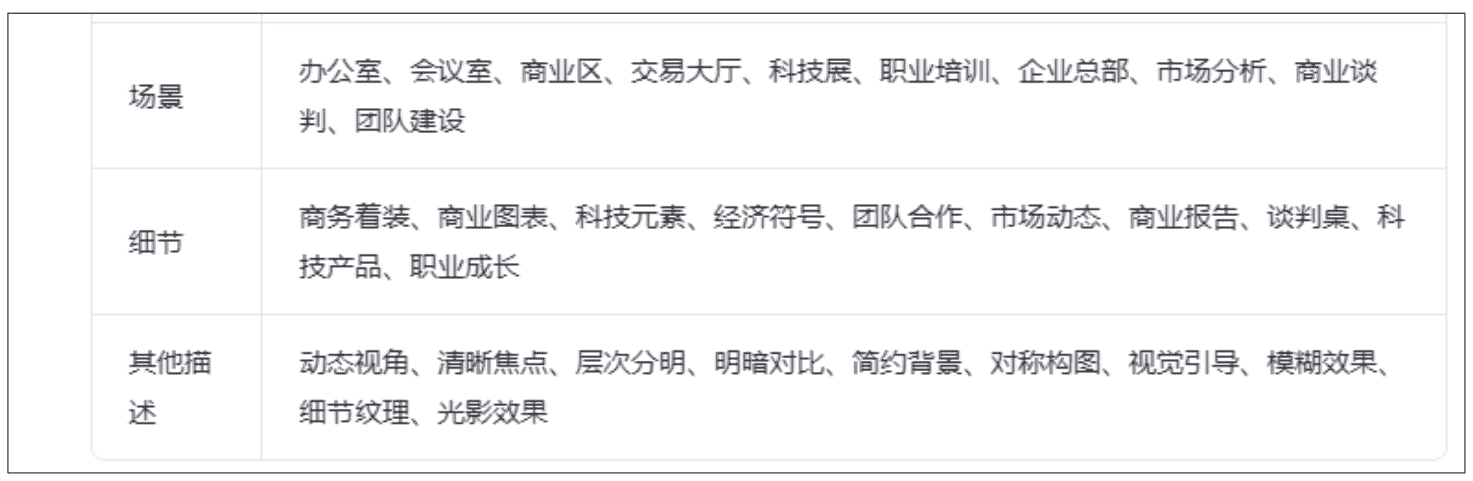 场景
办公室、会议室、商业区、交易大厅、科技展、职业培训、企业总部、市场分析、商业谈
判、团队建设
细节
商务着装、商业图表、科技元素、经济符号、团队合作、市场动态、商业报告、谈判桌、科
技产品、职业成长
其他描
述
动态视角、清晰焦点、层次分明、明暗对比、简约背景、对称构图、视觉引导、模糊效果、
细节纹理、光影效果